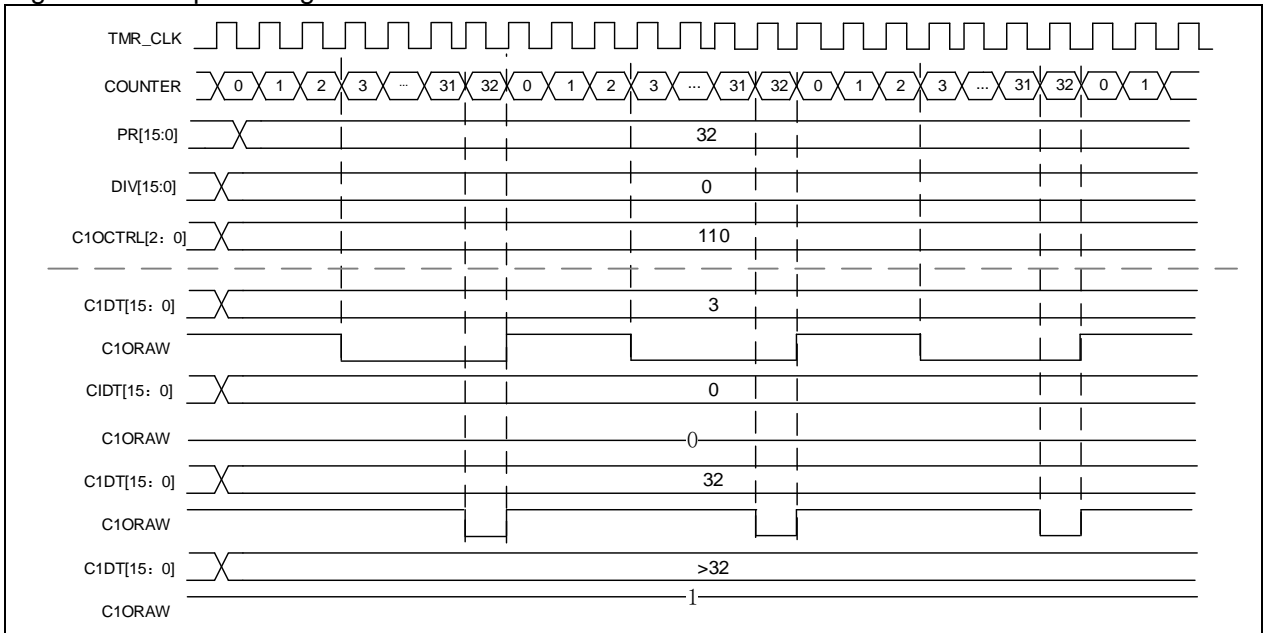 TMR_CLK
COUNTER 0 1 2 3 ... 31 32 0 1 2 3 ... 31 32 0 1 2 3 ... 31 32 0 1
PR[15:0] 32
DIV[15:0] 0
C1OCTRL[2：0] 110
C1DT[15：0] 3
C1ORAW
CIDT[15：0] 0
C1ORAW 0
C1DT[15：0] 32
C1ORAW
C1DT[15：0] >32
C1ORAW 1